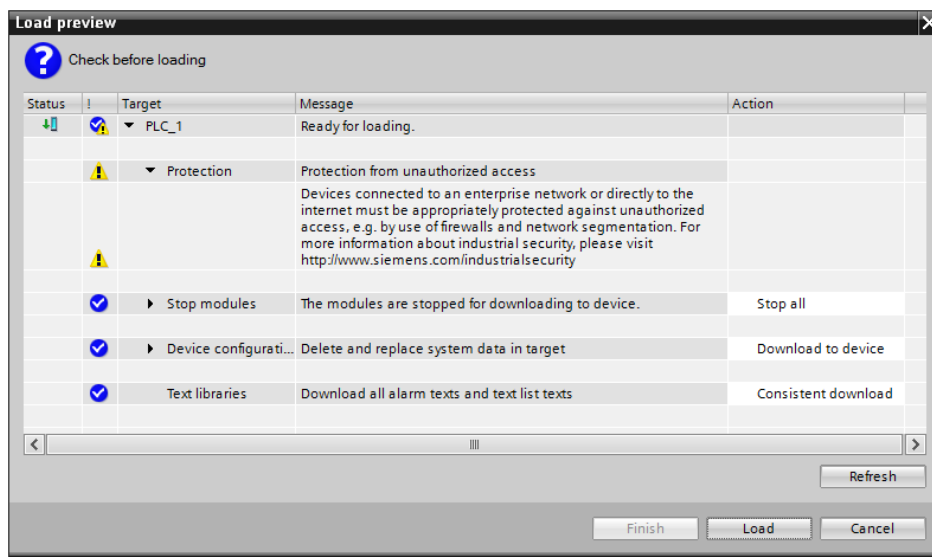 Load preview
Check before loading
Status ! Target Message Action
PLC_1 Ready for loading.
Protection Protection from unauthorized access
Devices connected to an enterprise network or directly to the
internet must be appropriately protected against unauthorized
access, e.g. by use of firewalls and network segmentation. For
more information about industrial security, please visit
http://www.siemens.com/industrialsecurity
Stop modules The modules are stopped for downloading to device. Stop all
Device configurati... Delete and replace system data in target Download to device
Text libraries Download all alarm texts and text list texts Consistent download
Refresh
Finish Load Cancel